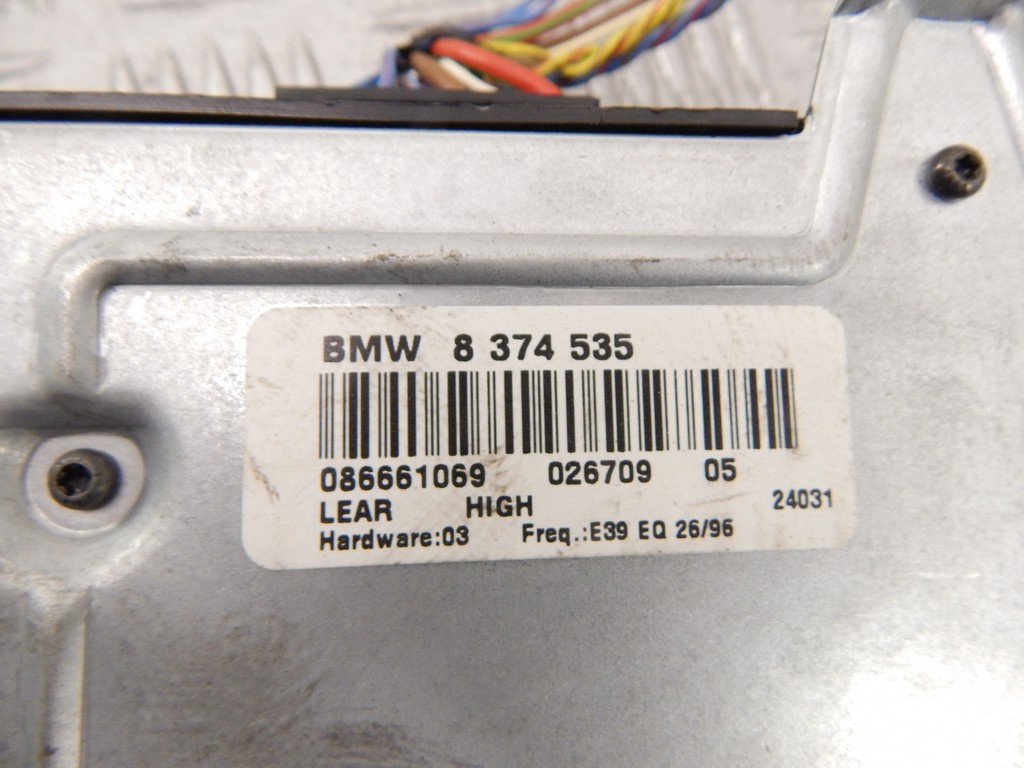 BMW 8 374 535
086661069 026709 05
LEAR HIGH 24031
Hardware:03 Freq.:E39 EQ 26/96